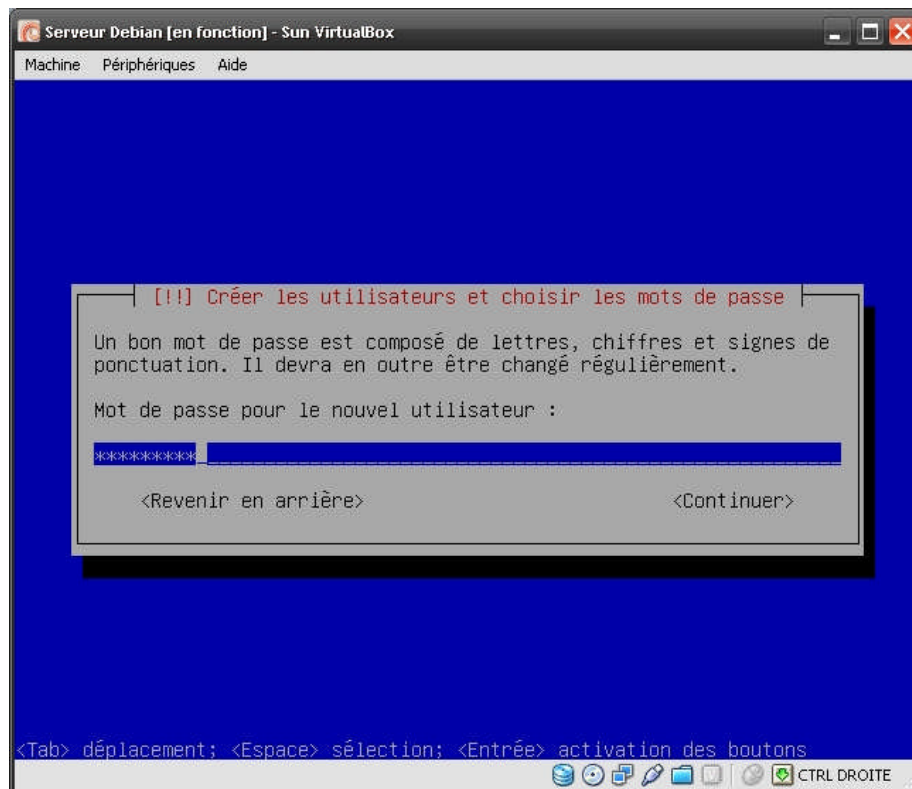 Serveur Debian [en fonction] - Sun VirtualBox
Machine Périphériques Aide
[!!] Créer les utilisateurs et choisir les mots de passe
Un bon mot de passe est composé de lettres, chiffres et signes de
ponctuation. Il devra en outre être changé régulièrement.
Mot de passe pour le nouvel utilisateur :
*********
<Revenir en arrière> <Continuer>
<Tab> déplacement; <Espace> sélection; <Entrée> activation des boutons
CTRL DROITE